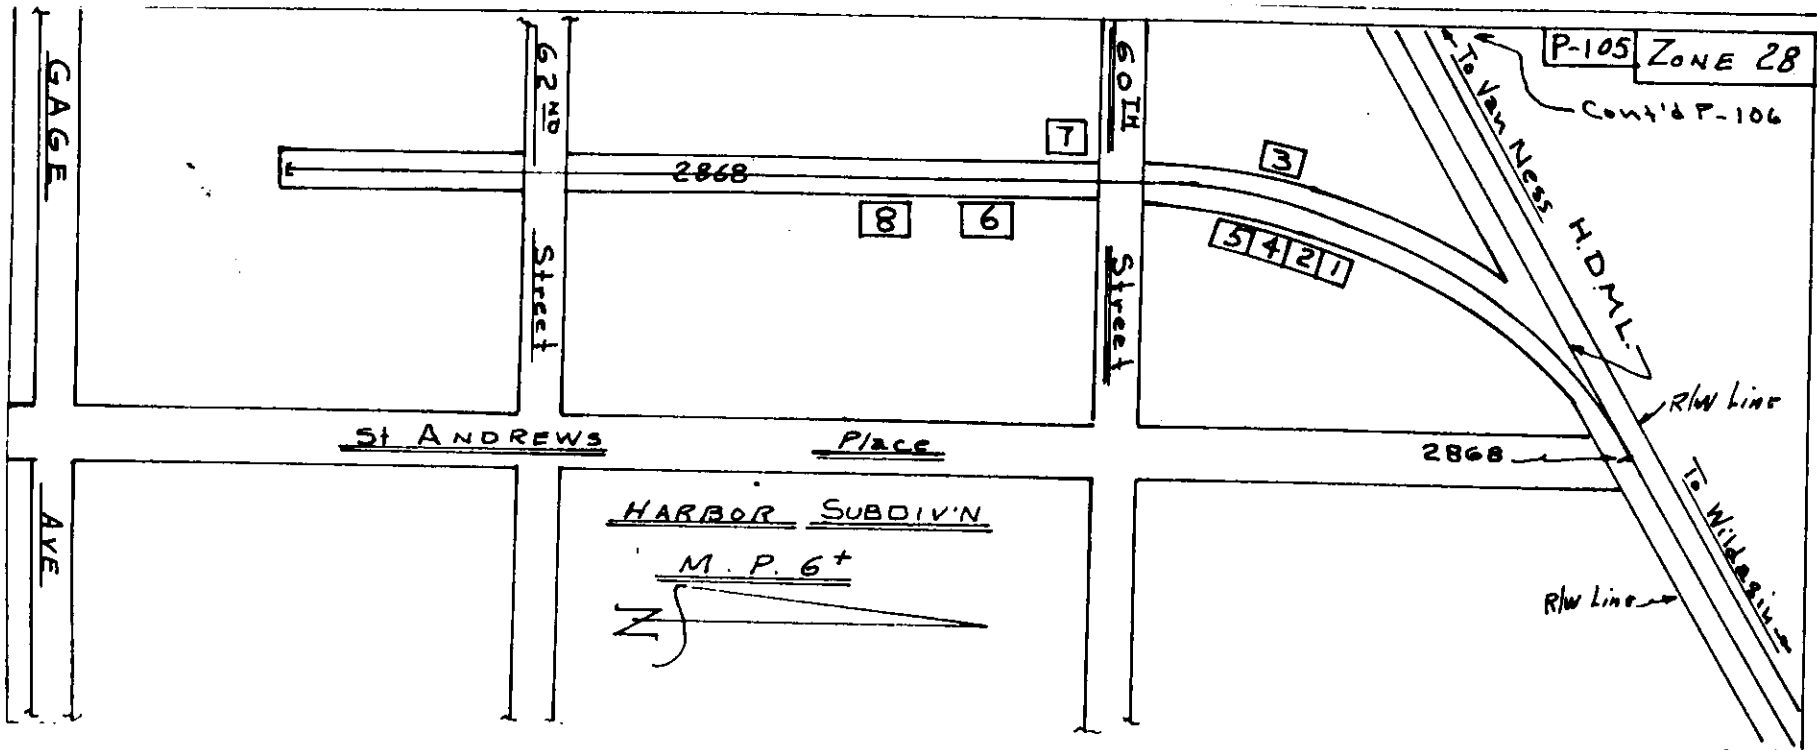 P-105 ZONE 28
Cont'd P-106
To Van Ness
H.D.M.L.
GAGE
AVE
62ND
Street
60TH
Street
7
3
2868
8
6
5 4 2 1
R/W Line
St ANDREWS Place
2868
To Wildasin
HARBOR SUBDIV'N
M. P. 6+
N
R/W Line